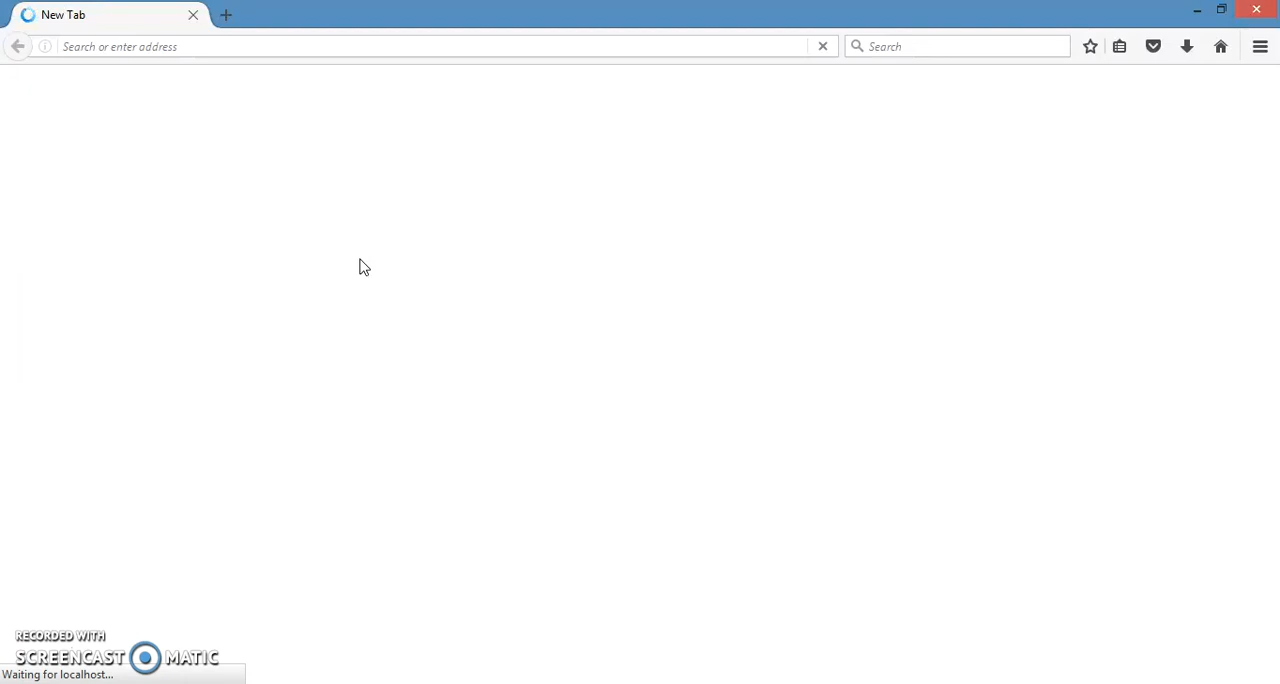 New Tab
Search or enter address
Search
RECORDED WITH
SCREENCAST MATIC
Waiting for localhost...